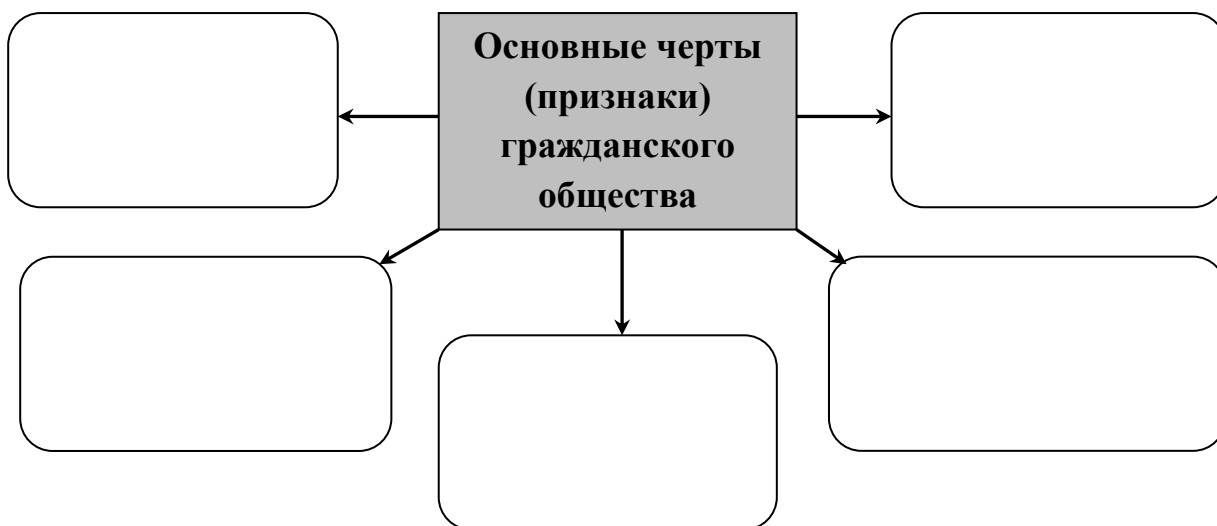 Основные черты
(признаки)
гражданского
общества